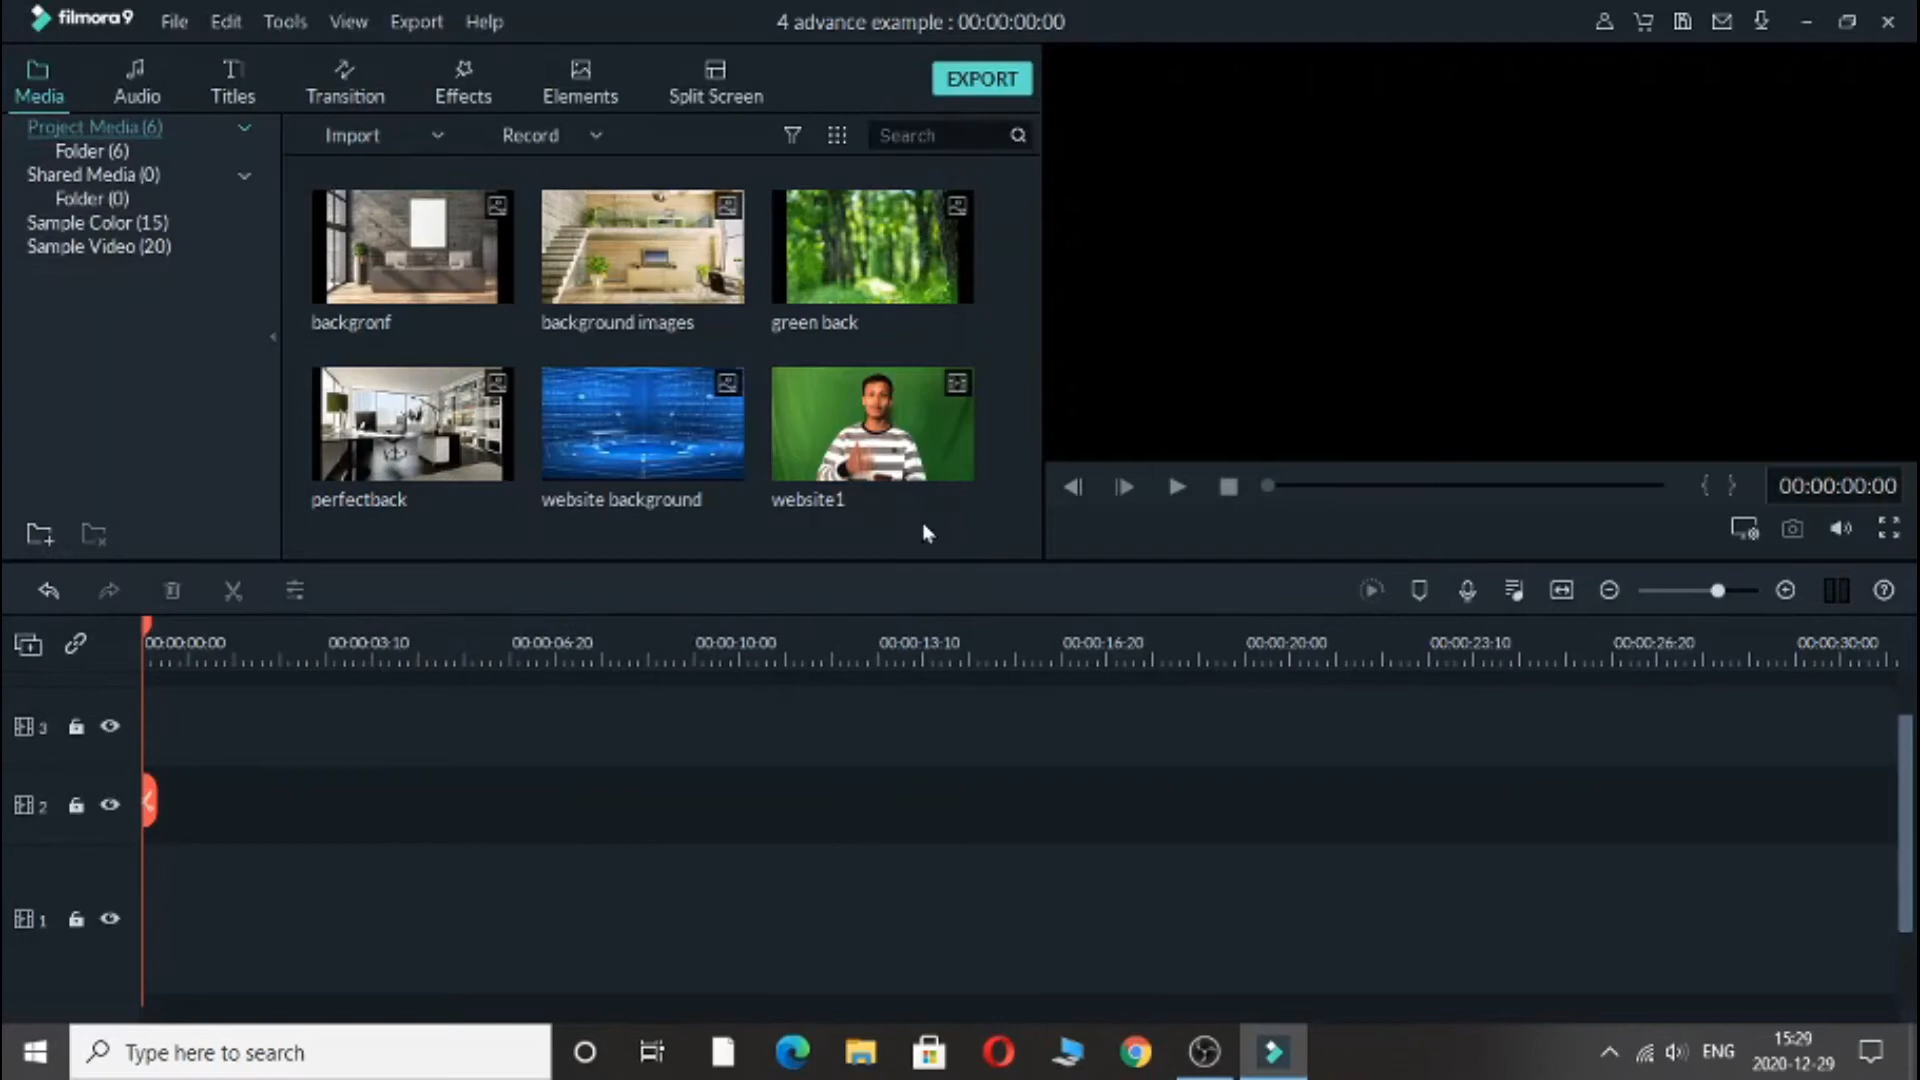 filmora9 File Edit Tools View Export Help 4 advance example : 00:00:00:00
Media Audio Titles Transition Effects Elements Split Screen EXPORT
Project Media (6)
Folder (6)
Shared Media (0)
Folder (0)
Sample Color (15)
Sample Video (20)
Import Record Search
backgronf background images green back
perfectback website background website1
00:00:00:00
00:00:00:00 00:00:03:10 00:00:06:20 00:00:10:00 00:00:13:10 00:00:16:20 00:00:20:00 00:00:23:10 00:00:26:20 00:00:30:00
3
2
1
Type here to search
ENG
15:29
2020-12-29